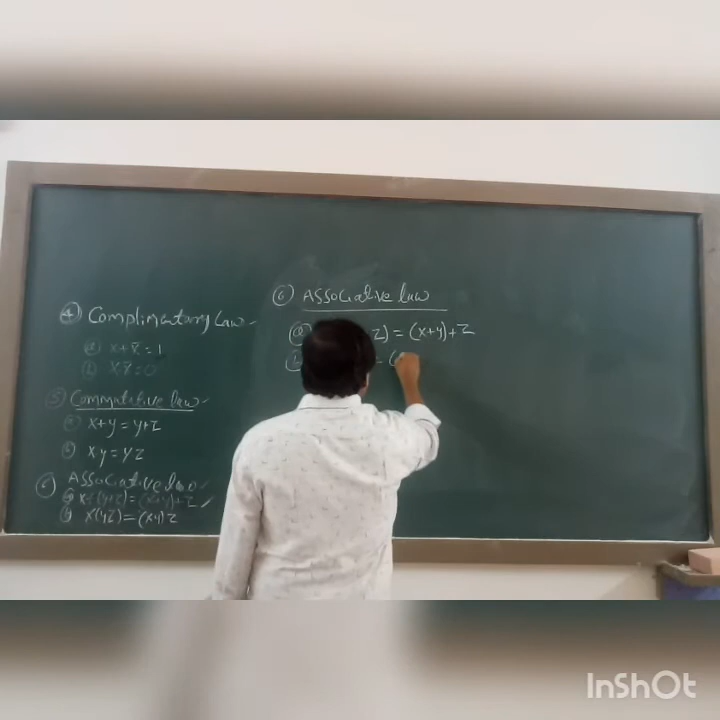 ④ Complimentary Law
ⓐ x+x̄=1
ⓑ x x̄=0
⑤ Commutative law
ⓐ x+y=y+z
ⓑ xy=yz
⑥ Associative law
ⓐ x+(y+z)=(x+y)+z
ⓑ x(yz)=(xy)z
⑥ Associative law
ⓐ z)=(x+y)+z
ⓑ = (
InShOt